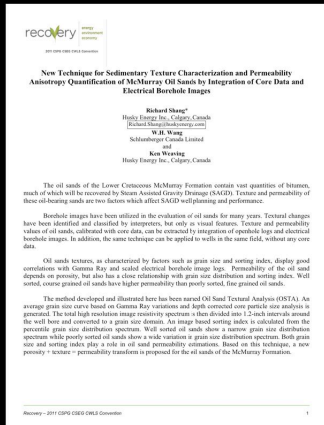 recovery
energy
environment
economy
2011 CSPG CSEG CWLS Convention
New Technique for Sedimentary Texture Characterization and Permeability
Anisotropy Quantification of McMurray Oil Sands by Integration of Core Data and
Electrical Borehole Images
Richard Shang*
Husky Energy Inc., Calgary, Canada
Richard.Shang@huskyenergy.com
W.H. Wang
Schlumberger Canada Limited
and
Ken Weaving
Husky Energy Inc., Calgary, Canada
The oil sands of the Lower Cretaceous McMurray Formation contain vast quantities of bitumen,
much of which will be recovered by Steam Assisted Gravity Drainage (SAGD). Texture and permeability of
these oil-bearing sands are two factors which affect SAGD well planning and performance.
Borehole images have been utilized in the evaluation of oil sands for many years. Textural changes
have been identified and classified by interpreters, but only as visual features. Texture and permeability
values of oil sands, calibrated with core data, can be extracted by integration of openhole logs and electrical
borehole images. In addition, the same technique can be applied to wells in the same field, without any core
data.
Oil sands textures, as characterized by factors such as grain size and sorting index, display good
correlations with Gamma Ray and scaled electrical borehole image logs. Permeability of the oil sand
depends on porosity, but also has a close relationship with grain size distribution and sorting index. Well
sorted, course grained oil sands have higher permeability than poorly sorted, fine grained oil sands.
The method developed and illustrated here has been named Oil Sand Textural Analysis (OSTA). An
average grain size curve based on Gamma Ray variations and depth corrected core particle size analysis is
generated. The total high resolution image resistivity spectrum is then divided into 1.2-inch intervals around
the well bore and converted to a grain size domain. An image based sorting index is calculated from the
percentile grain size distribution spectrum. Well sorted oil sands show a narrow grain size distribution
spectrum while poorly sorted oil sands show a wide variation in grain size distribution spectrum. Both grain
size and sorting index play a role in oil sand permeability estimations. Based on this technique, a new
porosity + texture = permeability transform is proposed for the oil sands of the McMurray Formation.
Recovery – 2011 CSPG CSEG CWLS Convention
1